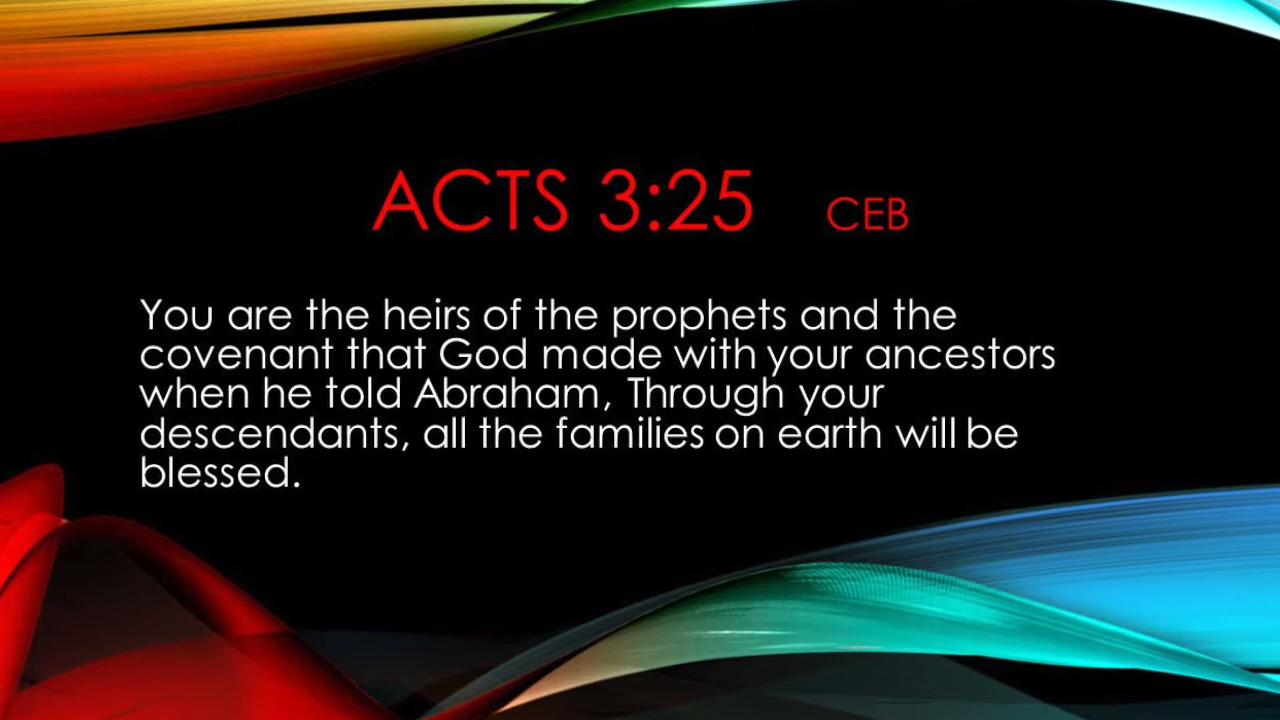 ACTS 3:25 CEB
You are the heirs of the prophets and the
covenant that God made with your ancestors
when he told Abraham, Through your
descendants, all the families on earth will be
blessed.